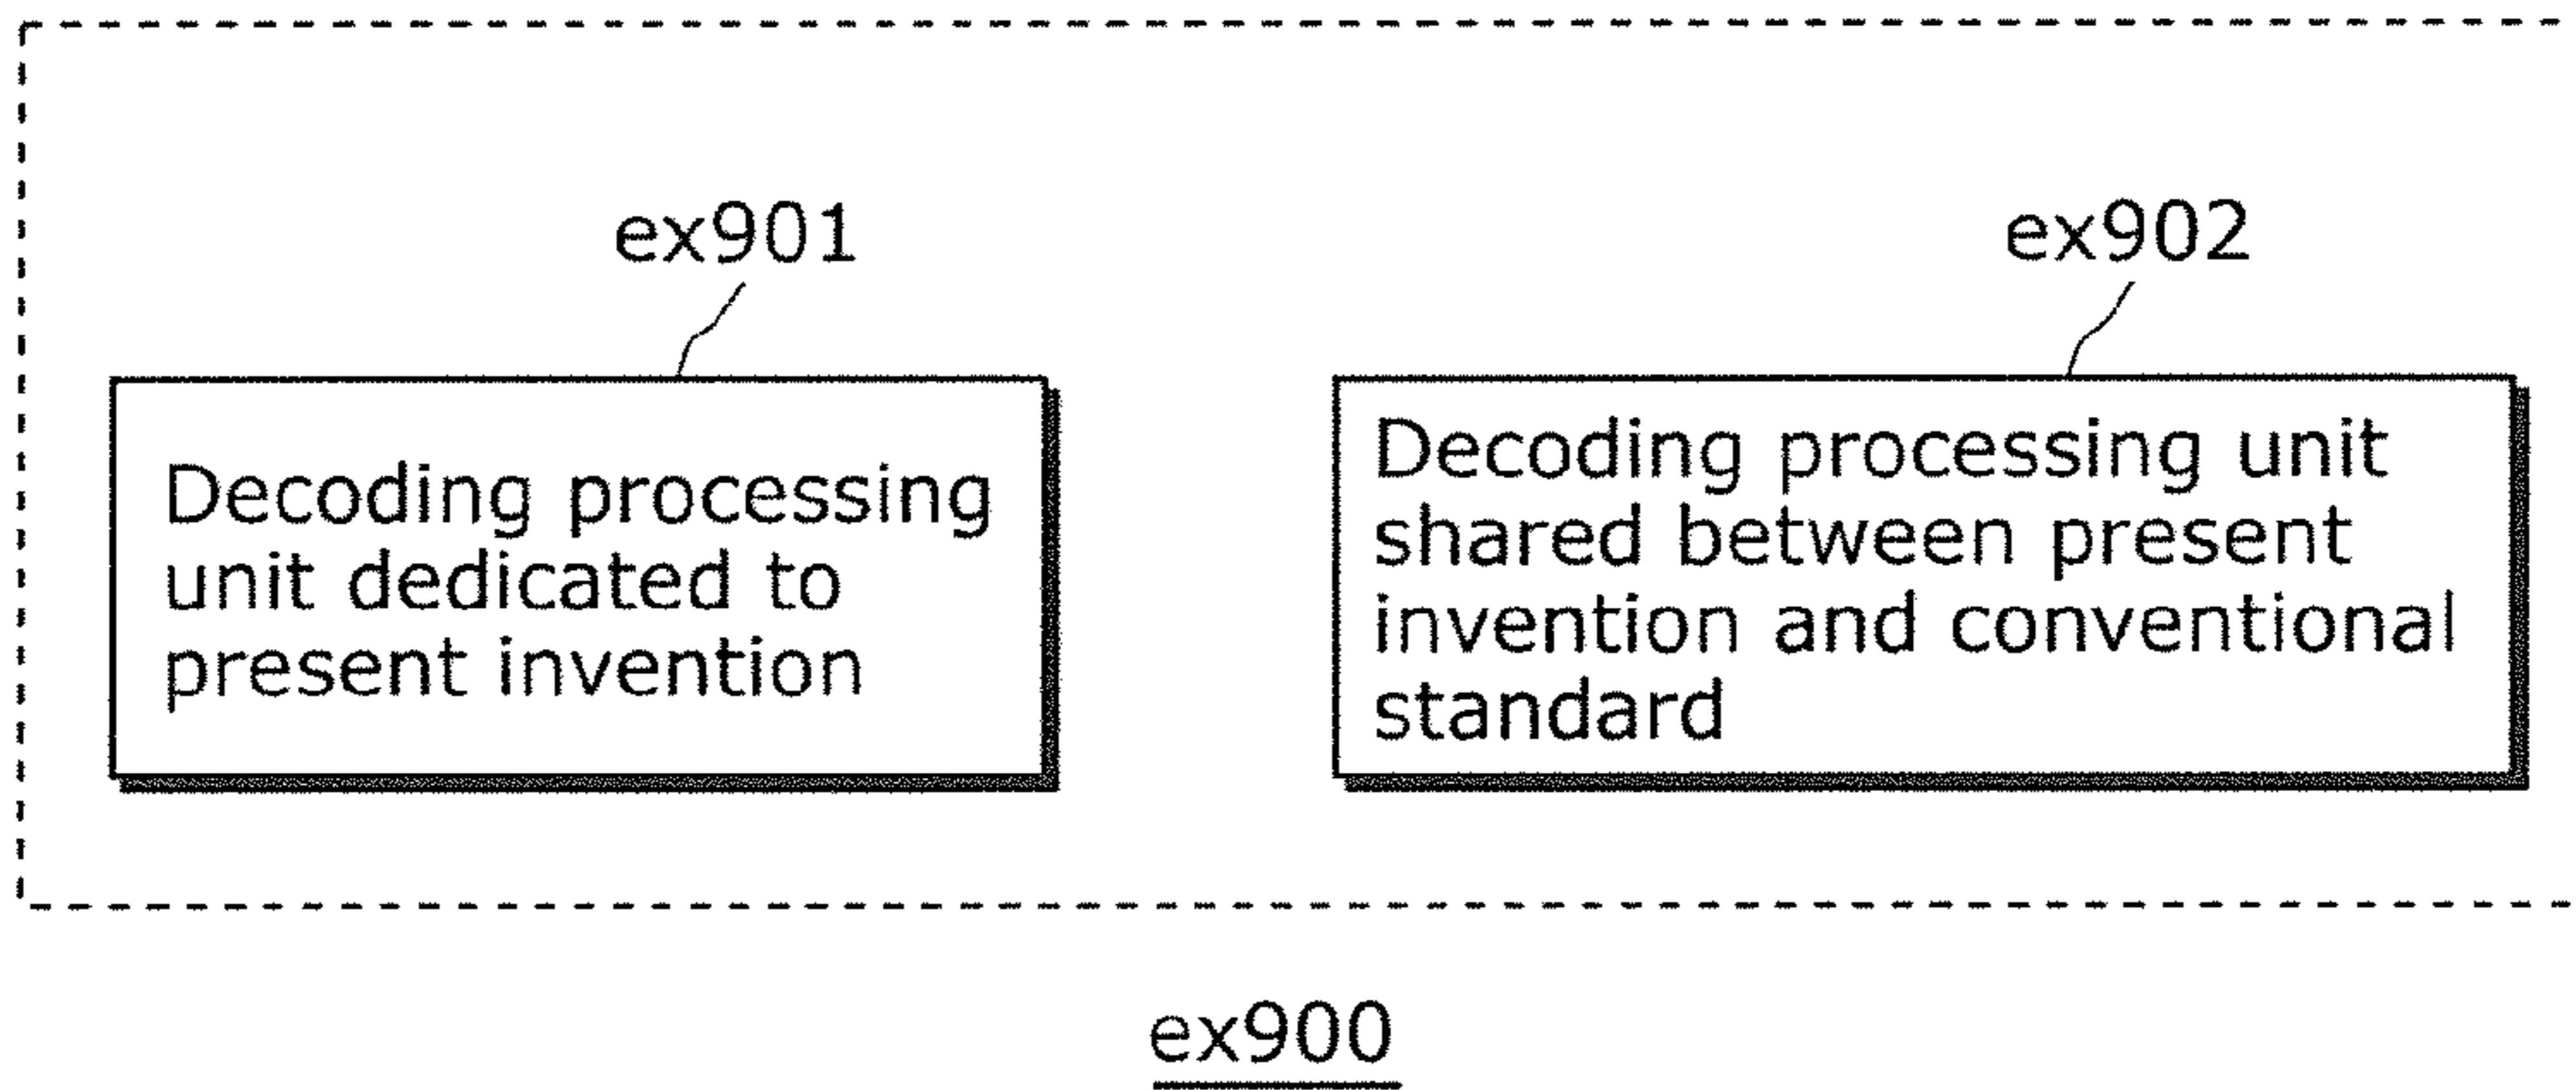 ex901
ex902
Decoding processing
unit dedicated to
present invention
Decoding processing unit
shared between present
invention and conventional
standard
ex900